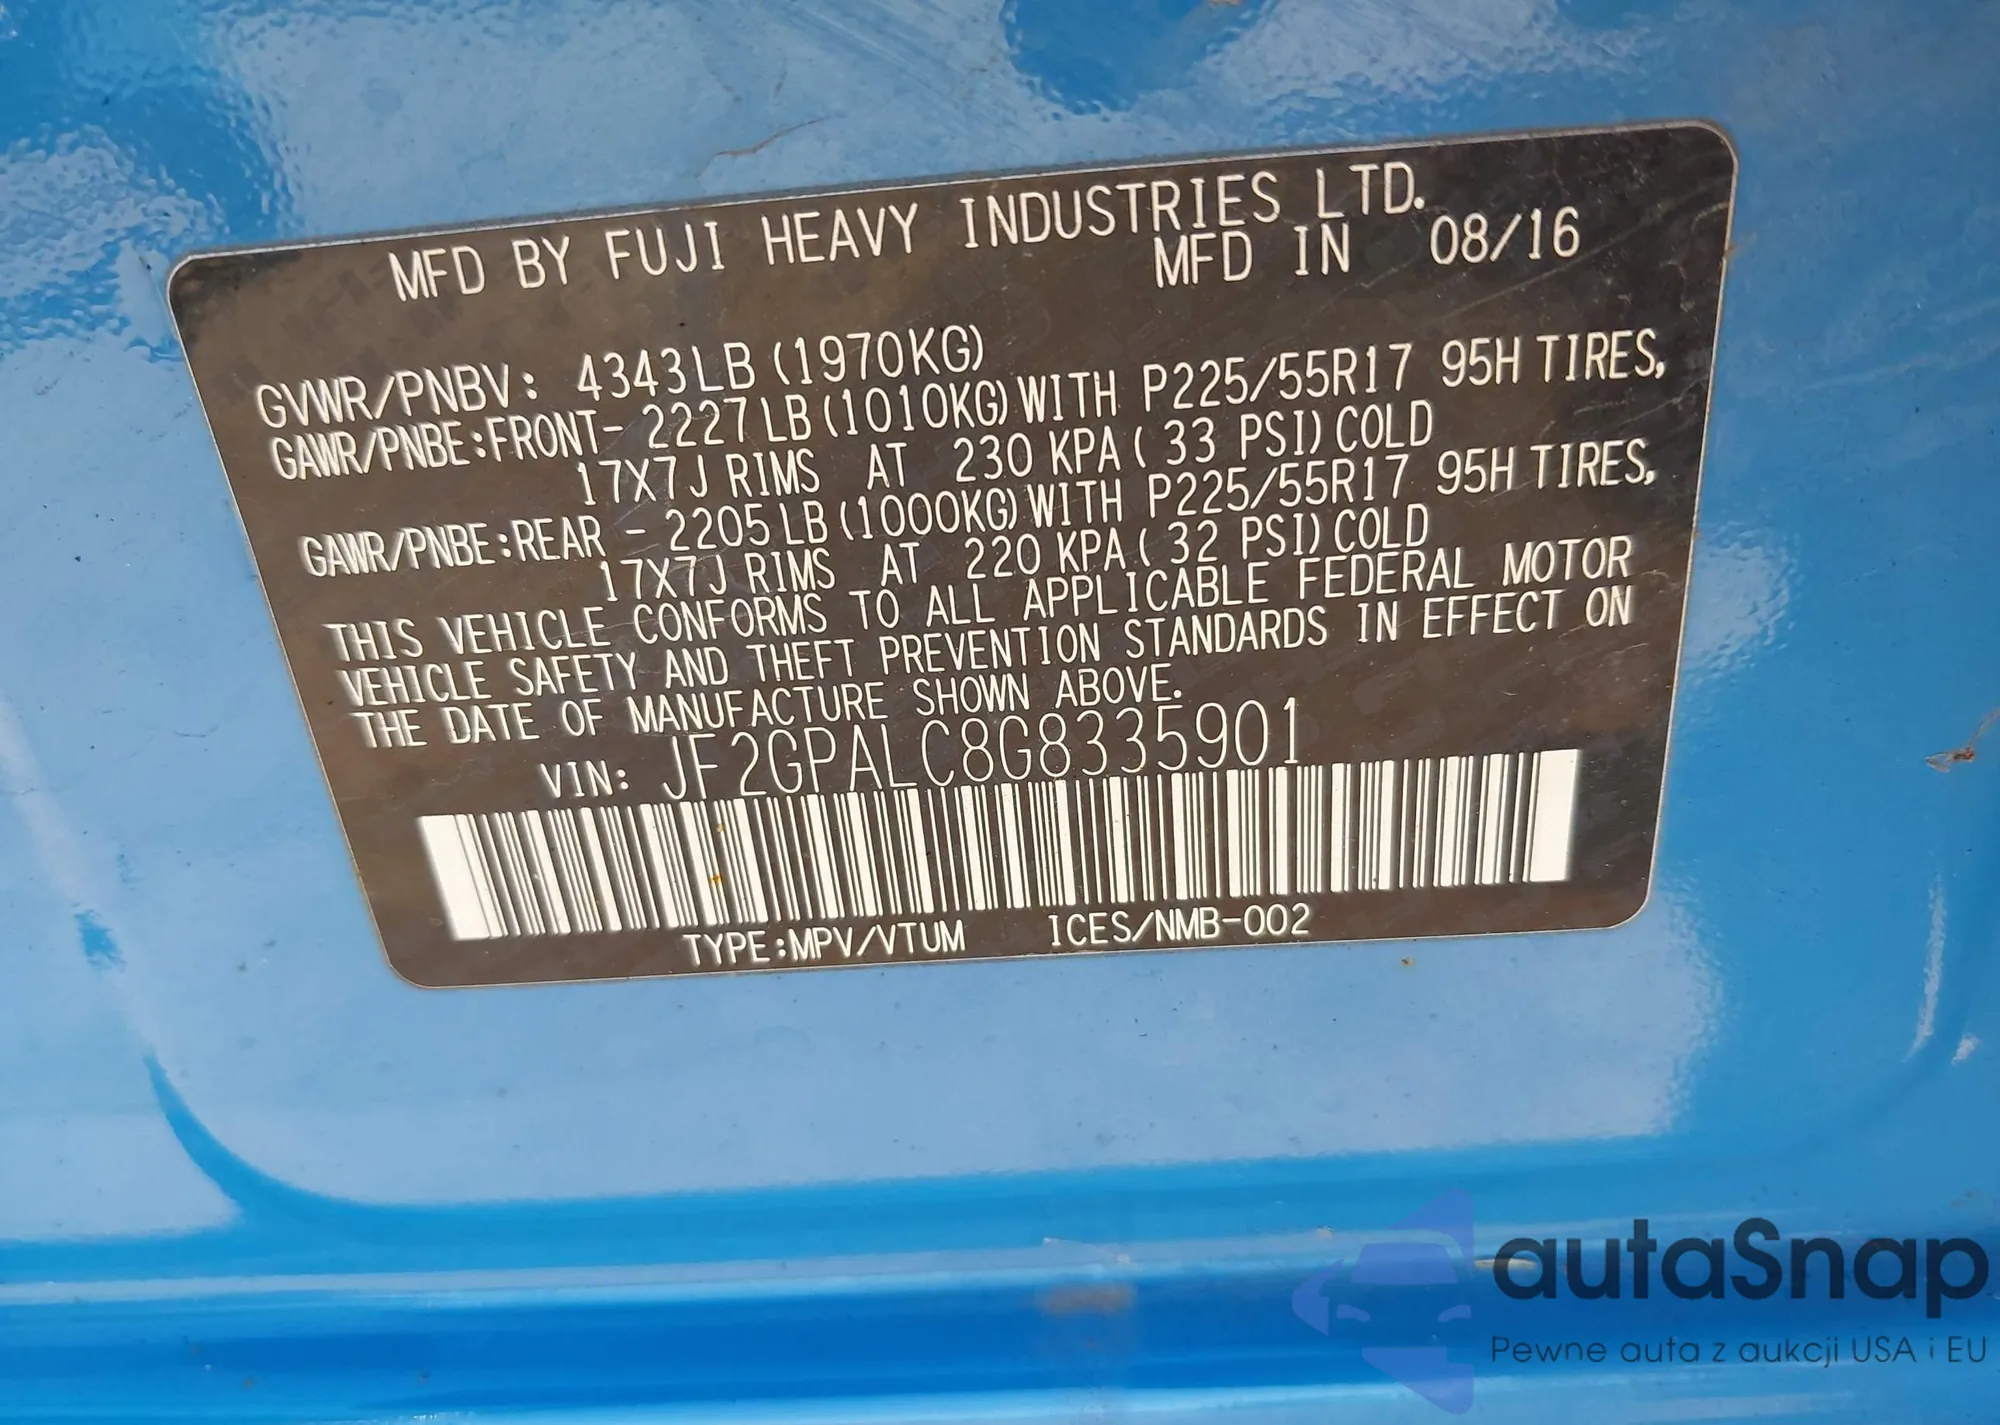 MFD BY FUJI HEAVY INDUSTRIES LTD.
MFD IN 08/16
GVWR/PNBV: 4343LB (1970KG)
GAWR/PNBE:FRONT- 2227LB(1010KG)WITH P225/55R17 95H TIRES,
17X7J RIMS AT 230 KPA( 33 PSI)COLD
GAWR/PNBE:REAR - 2205LB(1000KG)WITH P225/55R17 95H TIRES,
17X7J RIMS AT 220 KPA( 32 PSI)COLD
THIS VEHICLE CONFORMS TO ALL APPLICABLE FEDERAL MOTOR
VEHICLE SAFETY AND THEFT PREVENTION STANDARDS IN EFFECT ON
THE DATE OF MANUFACTURE SHOWN ABOVE.
VIN: JF2GPALC8G8335901
TYPE:MPV/VTUM ICES/NMB-002
autaSnap
Pewne auta z aukcji USA i EU